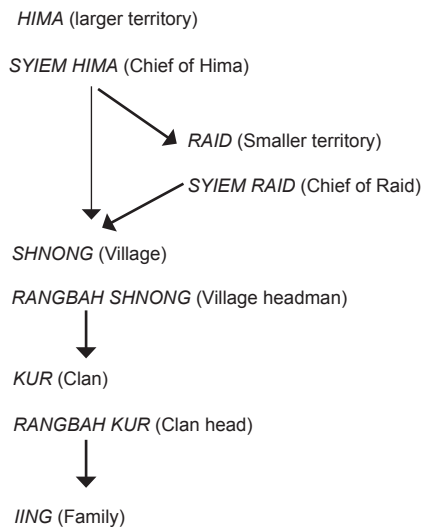 HIMA (larger territory)
SYIEM HIMA (Chief of Hima)
RAID (Smaller territory)
SYIEM RAID (Chief of Raid)
SHNONG (Village)
RANGBAH SHNONG (Village headman)
KUR (Clan)
RANGBAH KUR (Clan head)
IING (Family)